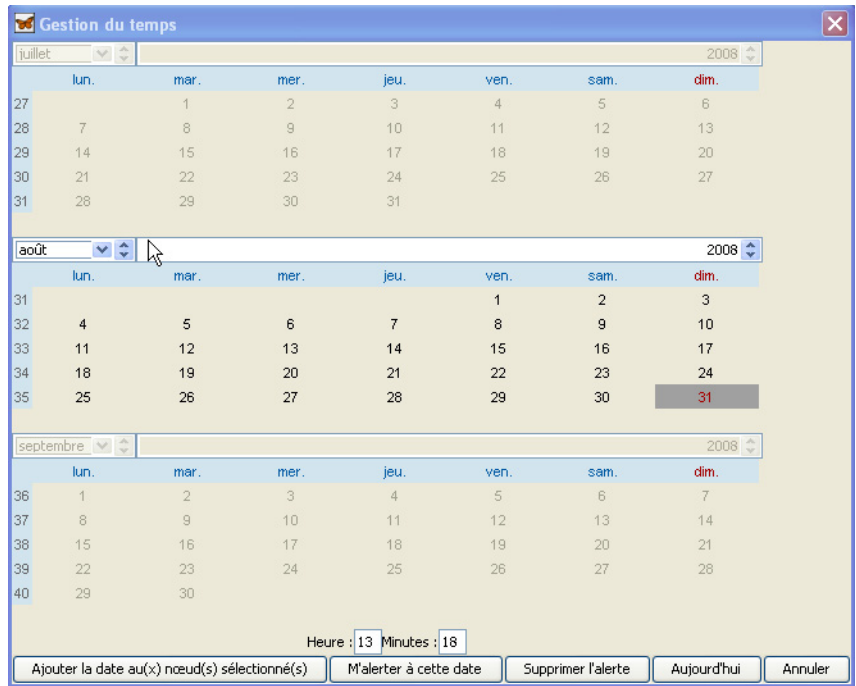 Gestion du temps
juillet 2008
lun. mar. mer. jeu. ven. sam. dim.
27 1 2 3 4 5 6
28 7 8 9 10 11 12 13
29 14 15 16 17 18 19 20
30 21 22 23 24 25 26 27
31 28 29 30 31
août 2008
lun. mar. mer. jeu. ven. sam. dim.
31 1 2 3
32 4 5 6 7 8 9 10
33 11 12 13 14 15 16 17
34 18 19 20 21 22 23 24
35 25 26 27 28 29 30 31
septembre 2008
lun. mar. mer. jeu. ven. sam. dim.
36 1 2 3 4 5 6 7
37 8 9 10 11 12 13 14
38 15 16 17 18 19 20 21
39 22 23 24 25 26 27 28
40 29 30
Heure : 13 Minutes : 18
Ajouter la date au(x) nœud(s) sélectionné(s) M'alerter à cette date Supprimer l'alerte Aujourd'hui Annuler